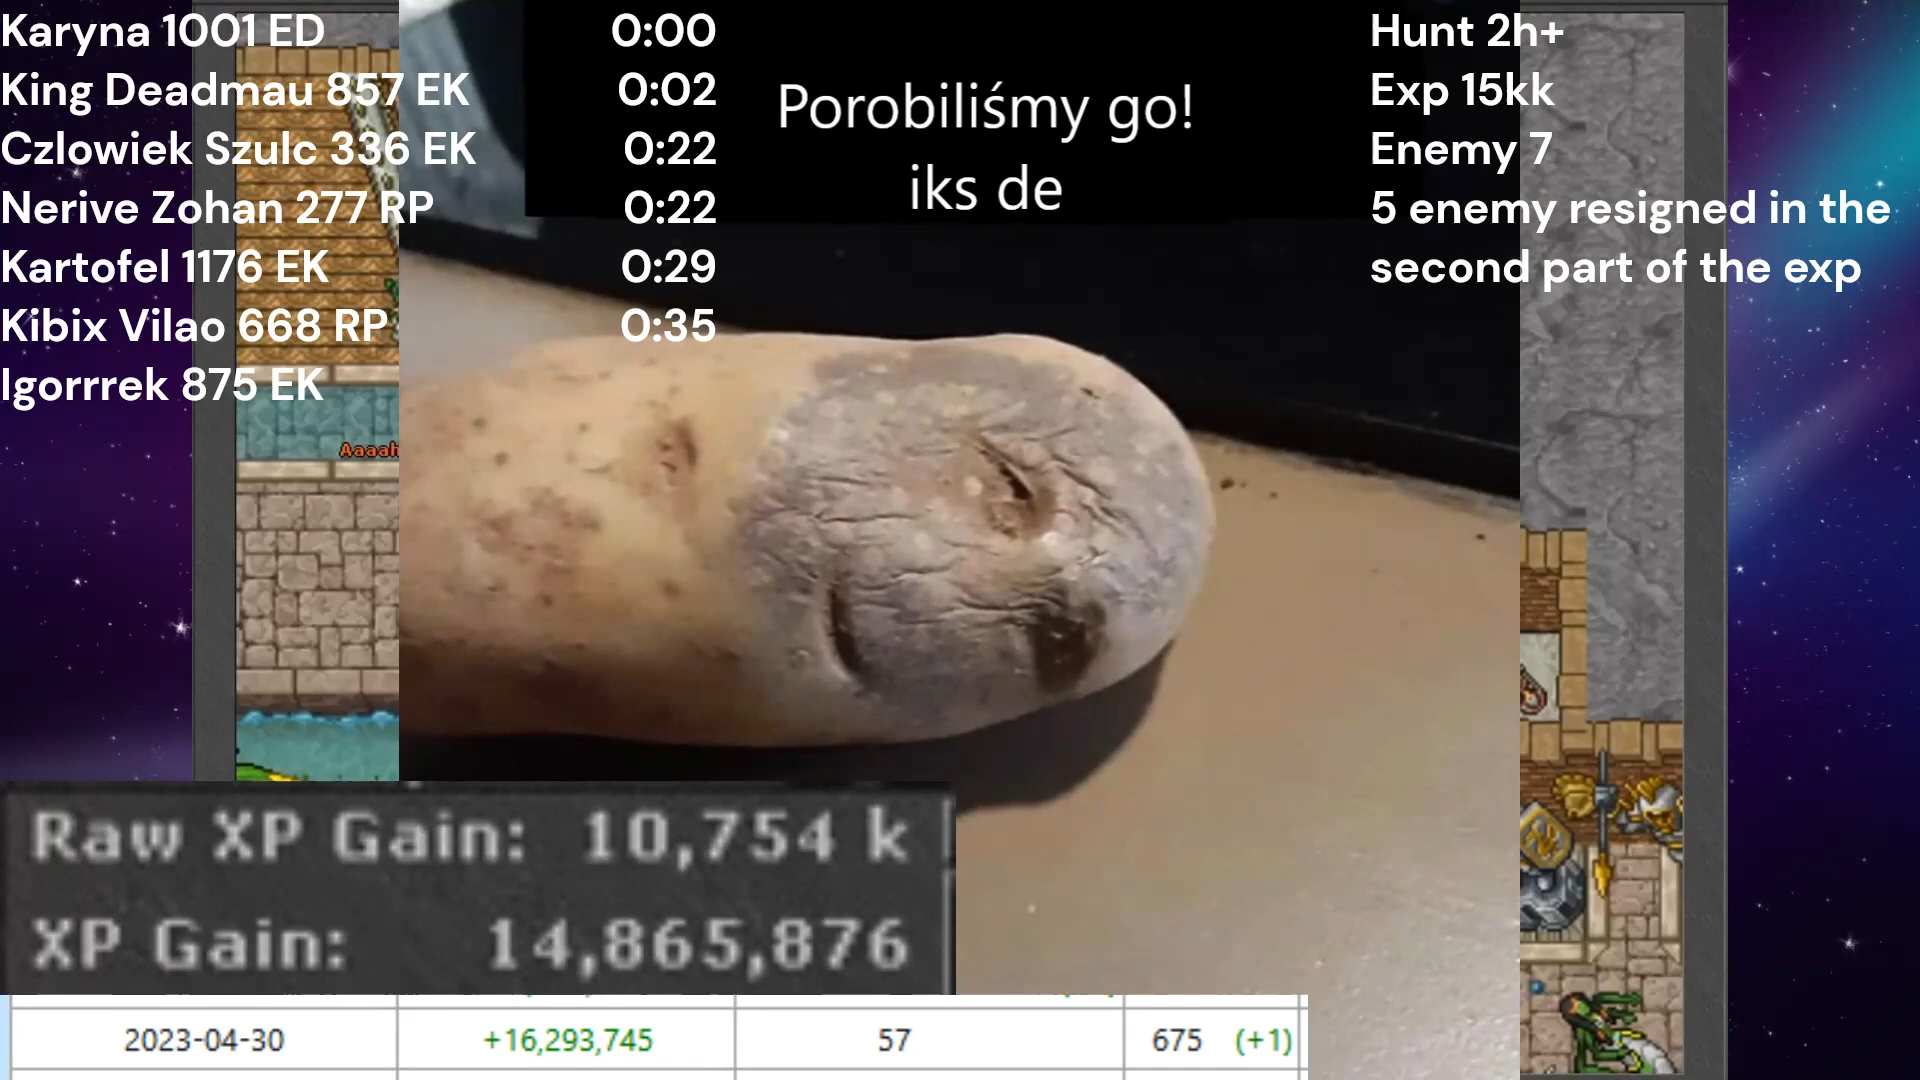 Karyna 1001 ED 0:00
King Deadmau 857 EK 0:02
Czlowiek Szulc 336 EK 0:22
Nerive Zohan 277 RP 0:22
Kartofel 1176 EK 0:29
Kibix Vilao 668 RP 0:35
Igorrrek 875 EK
Porobiliśmy go!
iks de
Hunt 2h+
Exp 15kk
Enemy 7
5 enemy resigned in the
second part of the exp
Aaaah
Raw XP Gain: 10,754 k
XP Gain: 14,865,876
2023-04-30 +16,293,745 57 675 (+1)